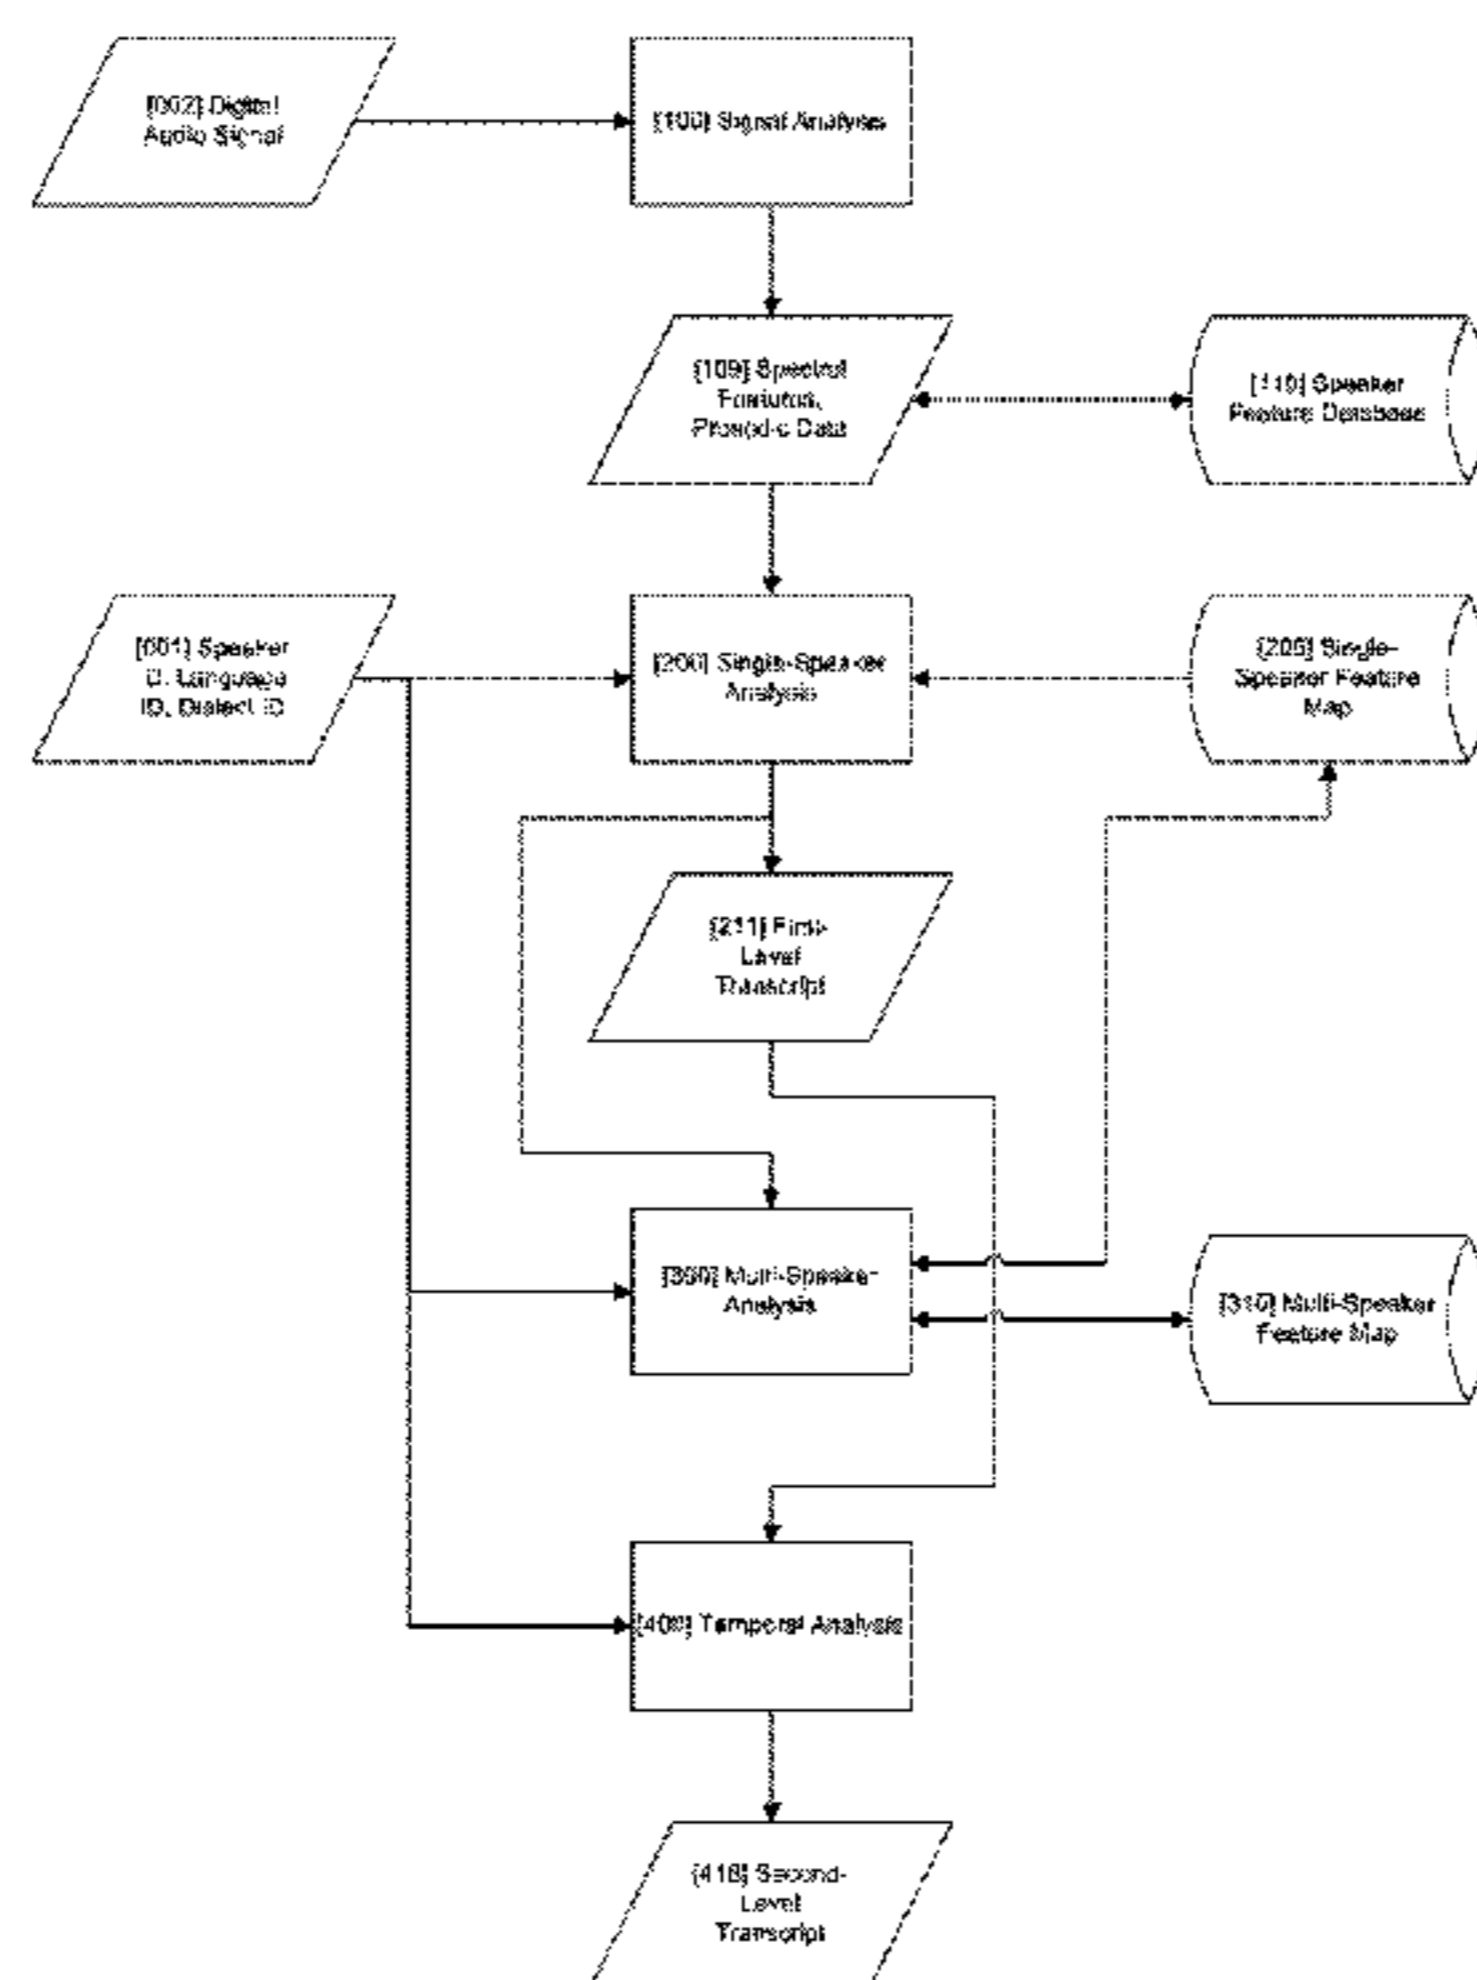 [002] Digital
Audio Signal
[100] Signal Analysis
[109] Spectral
Features,
Prosodic Data
[110] Speaker
Feature Database
[001] Speaker
ID, Language
ID, Dialect ID
[200] Single-Speaker
Analysis
[205] Single-
Speaker Feature
Map
[211] First-
Level
Transcript
[300] Multi-Speaker
Analysis
[310] Multi-Speaker
Feature Map
[400] Temporal Analysis
Second-
Level
Transcript